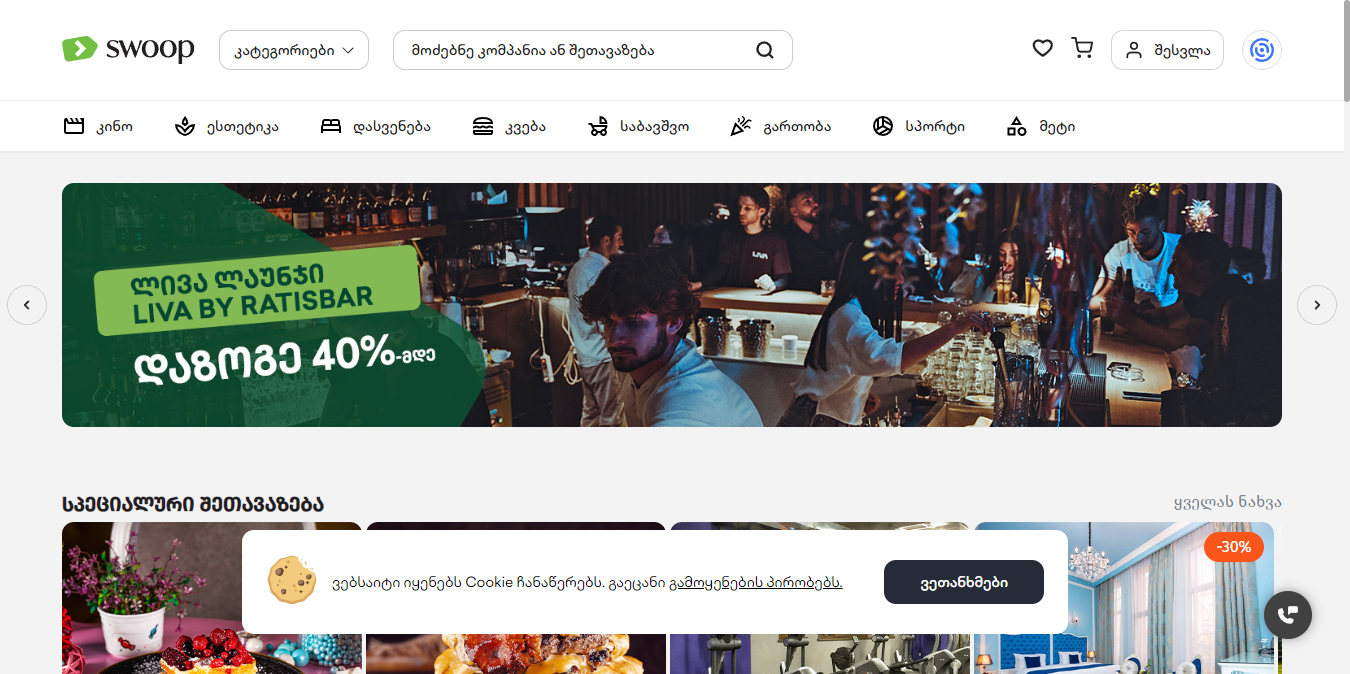 swoop
კატეგორიები
მოძებნე კომპანია ან შეთავაზება
შესვლა
კინო
ესთეტიკა
დასვენება
კვება
საბავშვო
გართობა
სპორტი
მეტი
ლივა ლაუნჯი
LIVA BY RATISBAR
დაზოგე 40%-მდე
LIVA
სპეციალური შეთავაზება
ყველას ნახვა
-30%
ვებსაიტი იყენებს Cookie ჩანაწერებს. გაეცანი გამოყენების პირობებს.
ვეთანხმები